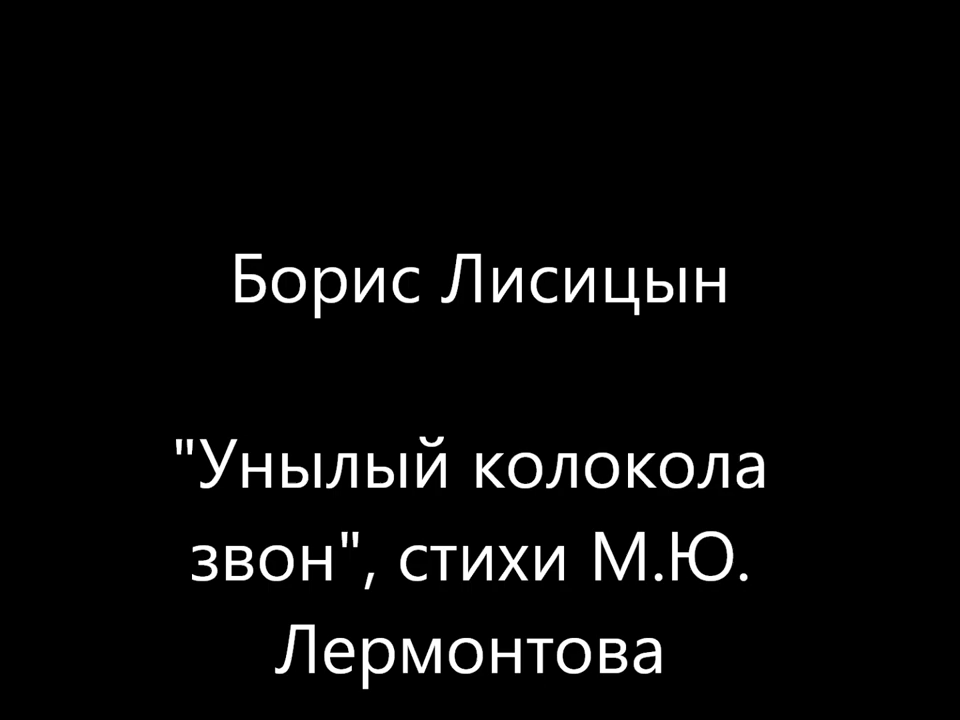 Борис Лисицын
"Унылый колокола
звон", стихи М.Ю.
Лермонтова